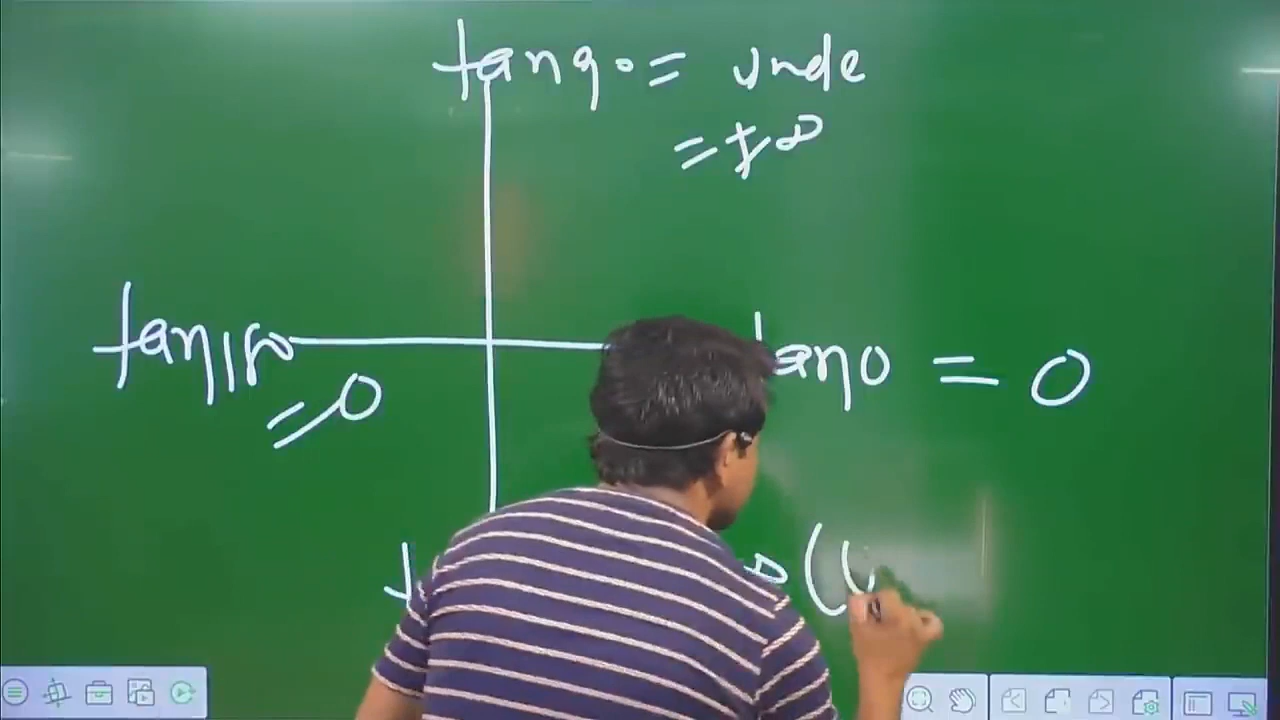 tan90 = unde
= ±∞
tan180
= 0
tan0 = 0